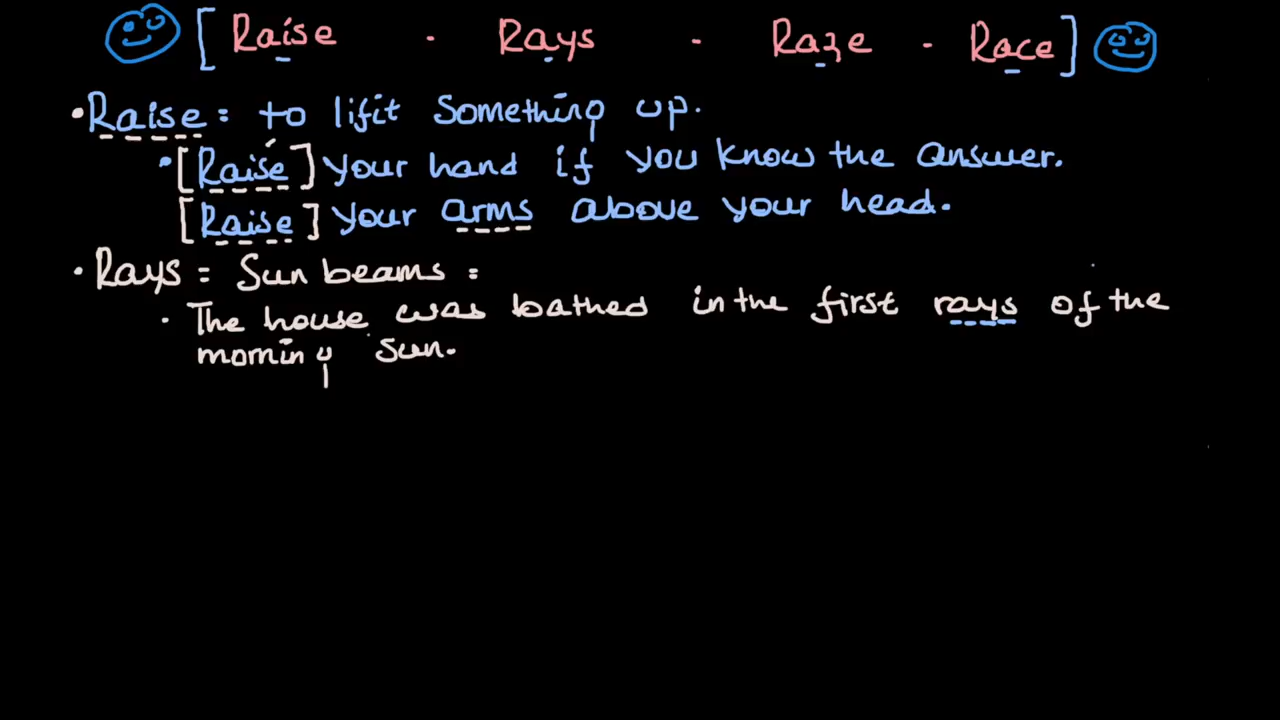 [Raise . Rays . Raze . Race]
• Raise = to lifit Something up.
• [Raise] your hand if you know the answer.
[Raise] your arms above your head.
• Rays = Sun beams =
• The house was bathed in the first rays of the
morning Sun.